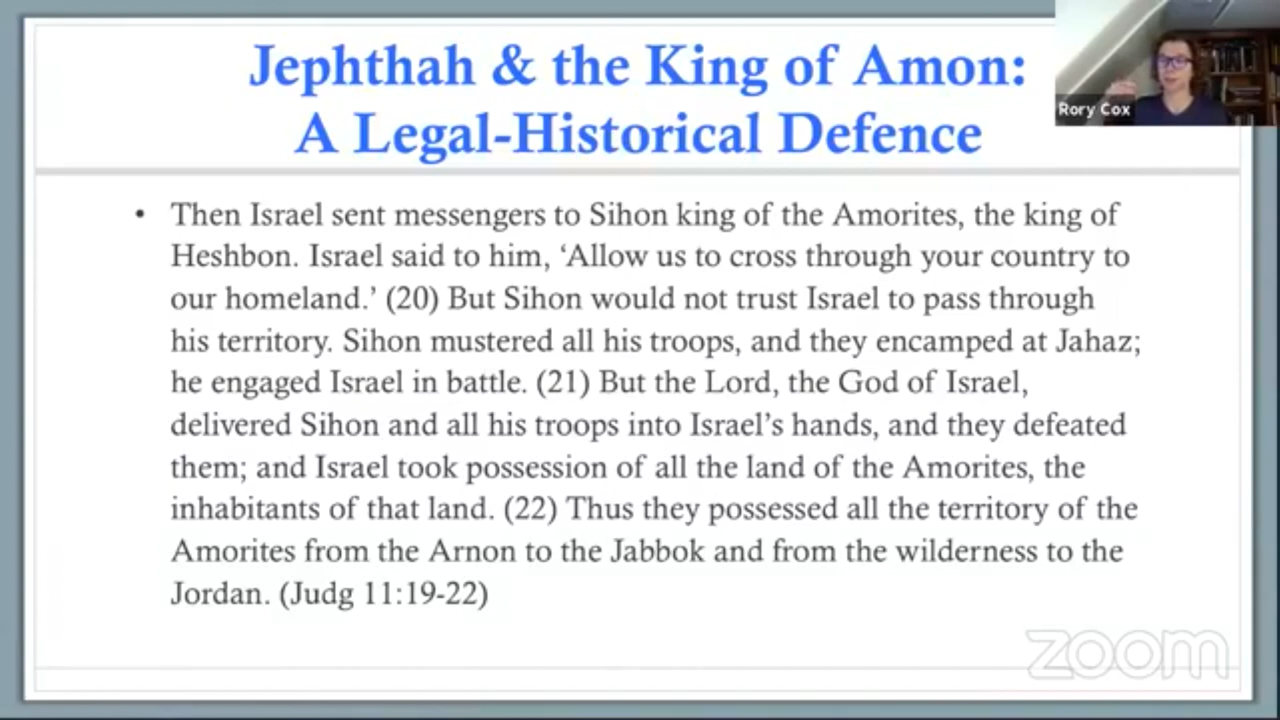 Jephthah & the King of Amon:
A Legal-Historical Defence
Rory Cox
• Then Israel sent messengers to Sihon king of the Amorites, the king of
Heshbon. Israel said to him, ‘Allow us to cross through your country to
our homeland.’ (20) But Sihon would not trust Israel to pass through
his territory. Sihon mustered all his troops, and they encamped at Jahaz;
he engaged Israel in battle. (21) But the Lord, the God of Israel,
delivered Sihon and all his troops into Israel’s hands, and they defeated
them; and Israel took possession of all the land of the Amorites, the
inhabitants of that land. (22) Thus they possessed all the territory of the
Amorites from the Arnon to the Jabbok and from the wilderness to the
Jordan. (Judg 11:19-22)
zoom